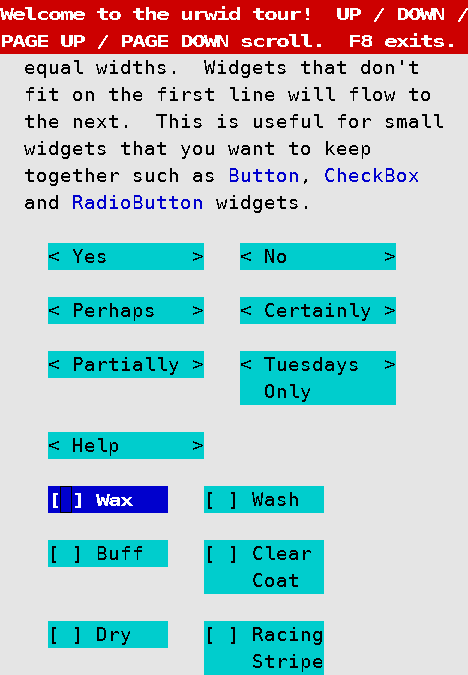 Welcome to the urwid tour!  UP / DOWN /
PAGE UP / PAGE DOWN scroll.  F8 exits.
equal widths.  Widgets that don't
fit on the first line will flow to
the next.  This is useful for small
widgets that you want to keep
together such as Button, CheckBox
and RadioButton widgets.
< Yes > < No >
< Perhaps > < Certainly >
< Partially > < Tuesdays >
Only
< Help >
[ ] Wax [ ] Wash
[ ] Buff [ ] Clear
Coat
[ ] Dry [ ] Racing
Stripe